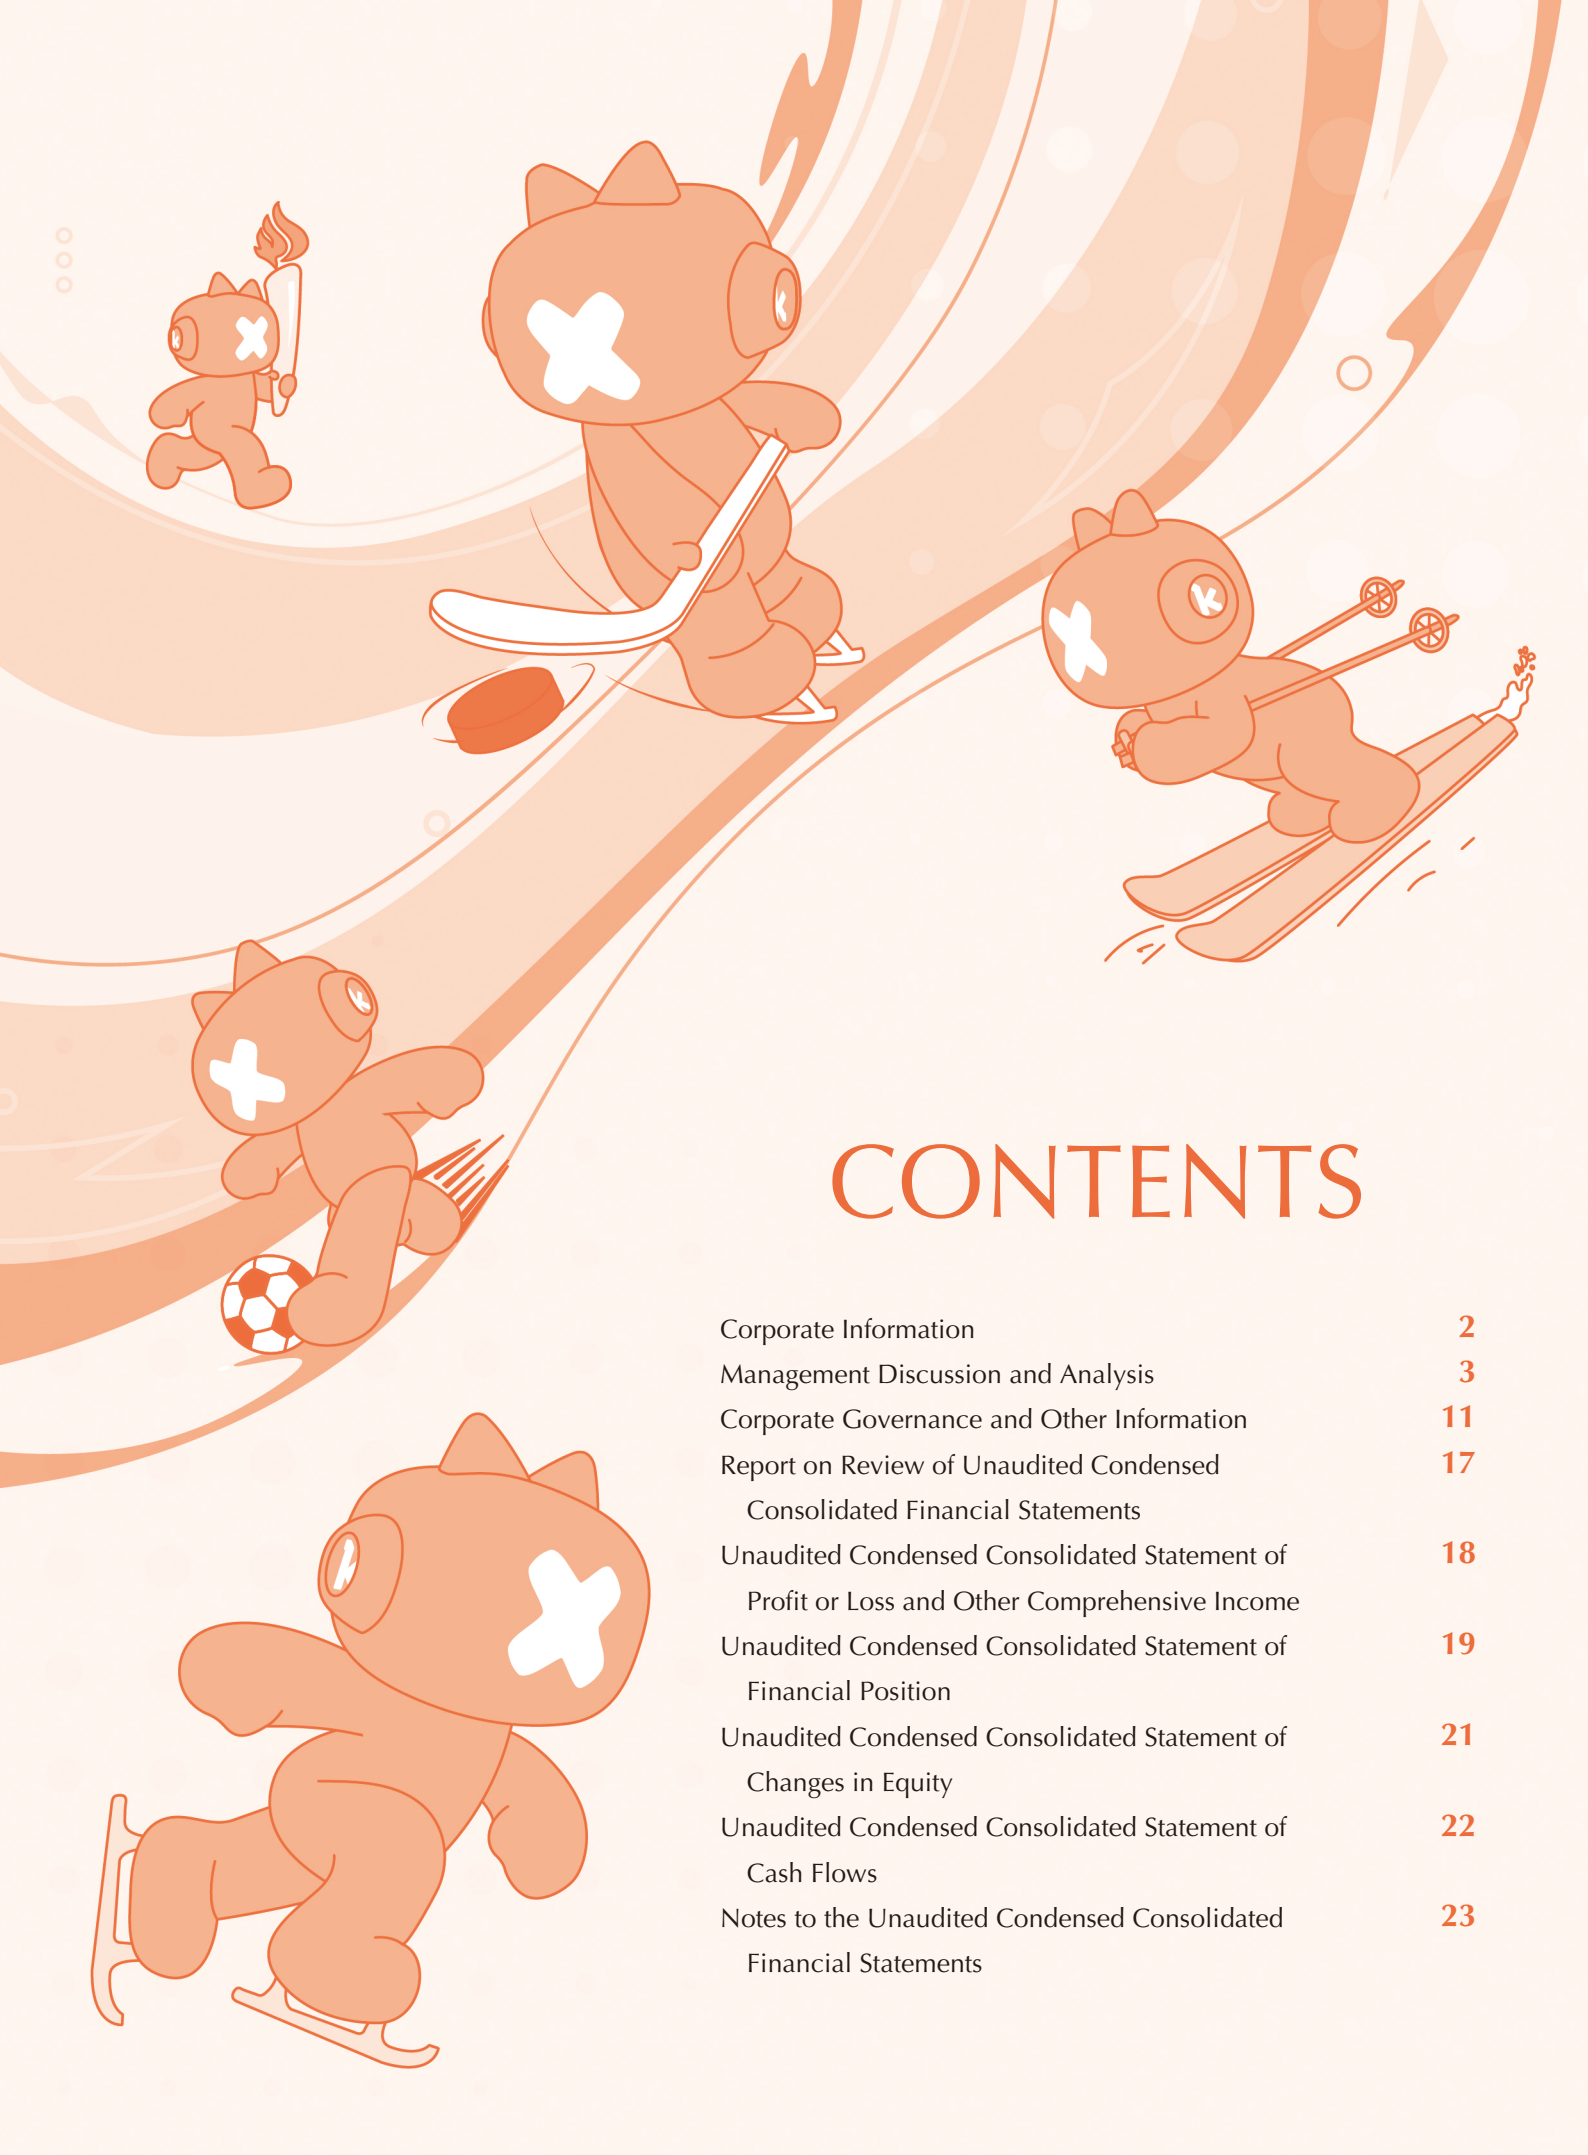 CONTENTS
Corporate Information 2
Management Discussion and Analysis 3
Corporate Governance and Other Information 11
Report on Review of Unaudited Condensed 17
Consolidated Financial Statements
Unaudited Condensed Consolidated Statement of 18
Profit or Loss and Other Comprehensive Income
Unaudited Condensed Consolidated Statement of 19
Financial Position
Unaudited Condensed Consolidated Statement of 21
Changes in Equity
Unaudited Condensed Consolidated Statement of 22
Cash Flows
Notes to the Unaudited Condensed Consolidated 23
Financial Statements